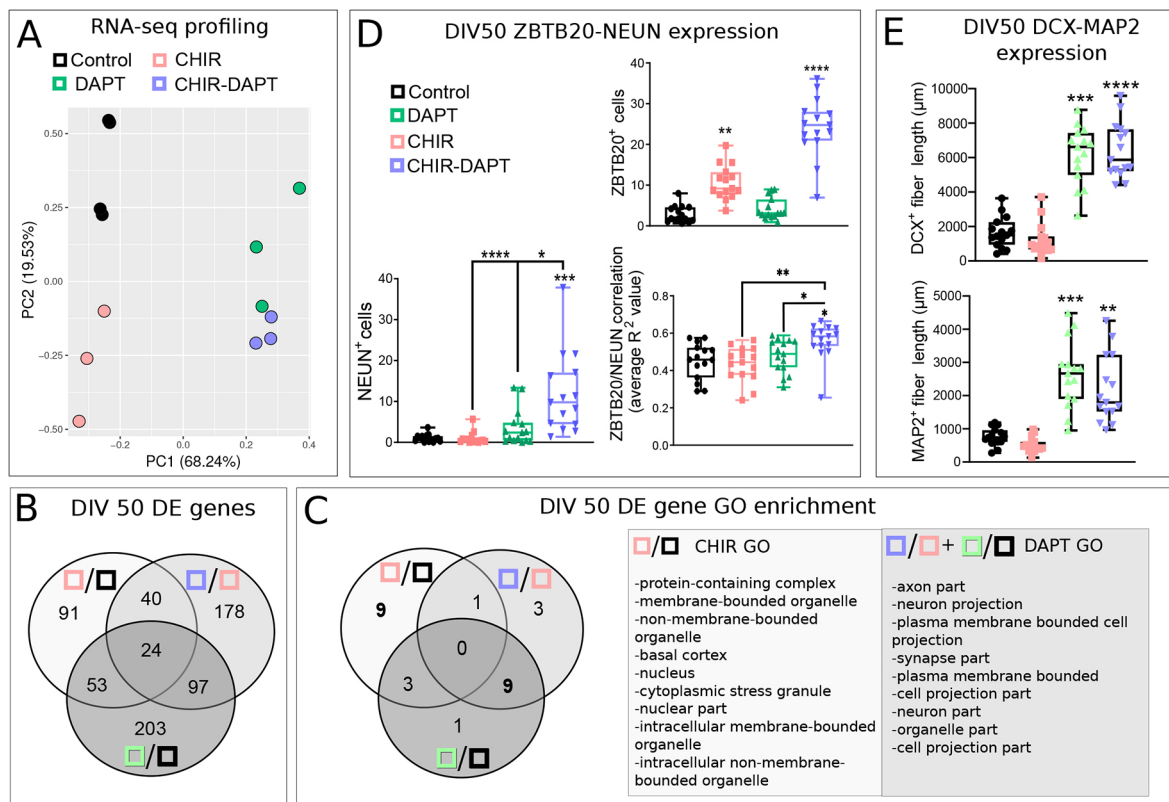 A
RNA-seq profiling
Control
CHIR
DAPT
CHIR-DAPT
PC2 (19.53%)
0.50
0.25
0.00
−0.25
−0.50
−0.2
0.0
0.2
0.4
PC1 (68.24%)
D
DIV50 ZBTB20-NEUN expression
Control
DAPT
CHIR
CHIR-DAPT
ZBTB20+ cells
40
30
20
10
0
**
****
NEUN+cells
40
30
20
10
0
****
*
***
ZBTB20/NEUN correlation
(average R2 value)
0.8
0.6
0.4
0.2
0.0
**
*
*
E
DIV50 DCX-MAP2
expression
DCX+ fiber length (µm)
10000
8000
6000
4000
2000
0
***
****
MAP2+ fiber length (µm)
5000
4000
3000
2000
1000
0
***
**
B
DIV 50 DE genes
/
/
91
40
178
24
53
97
203
/
C
DIV 50 DE gene GO enrichment
/
/
9
1
3
0
3
9
1
/
/ CHIR GO
-protein-containing complex
-membrane-bounded organelle
-non-membrane-bounded
organelle
-basal cortex
-nucleus
-cytoplasmic stress granule
-nuclear part
-intracellular membrane-bounded
organelle
-intracellular non-membrane-
bounded organelle
/ + / DAPT GO
-axon part
-neuron projection
-plasma membrane bounded cell
projection
-synapse part
-plasma membrane bounded
-cell projection part
-neuron part
-organelle part
-cell projection part